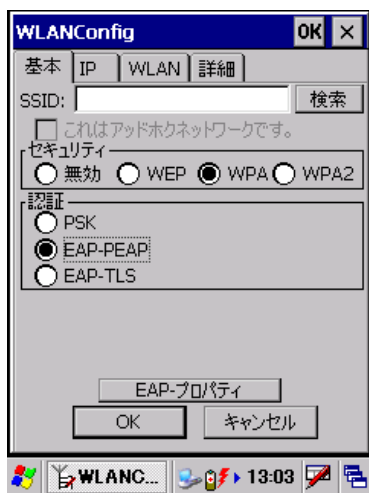 WLANConfig OK ×
基本 IP WLAN 詳細
SSID: 検索
これはアッドホクネットワークです。
セキュリティ
無効 WEP WPA WPA2
認証
PSK
EAP-PEAP
EAP-TLS
EAP-プロパティ
OK キャンセル
WLANC... 13:03